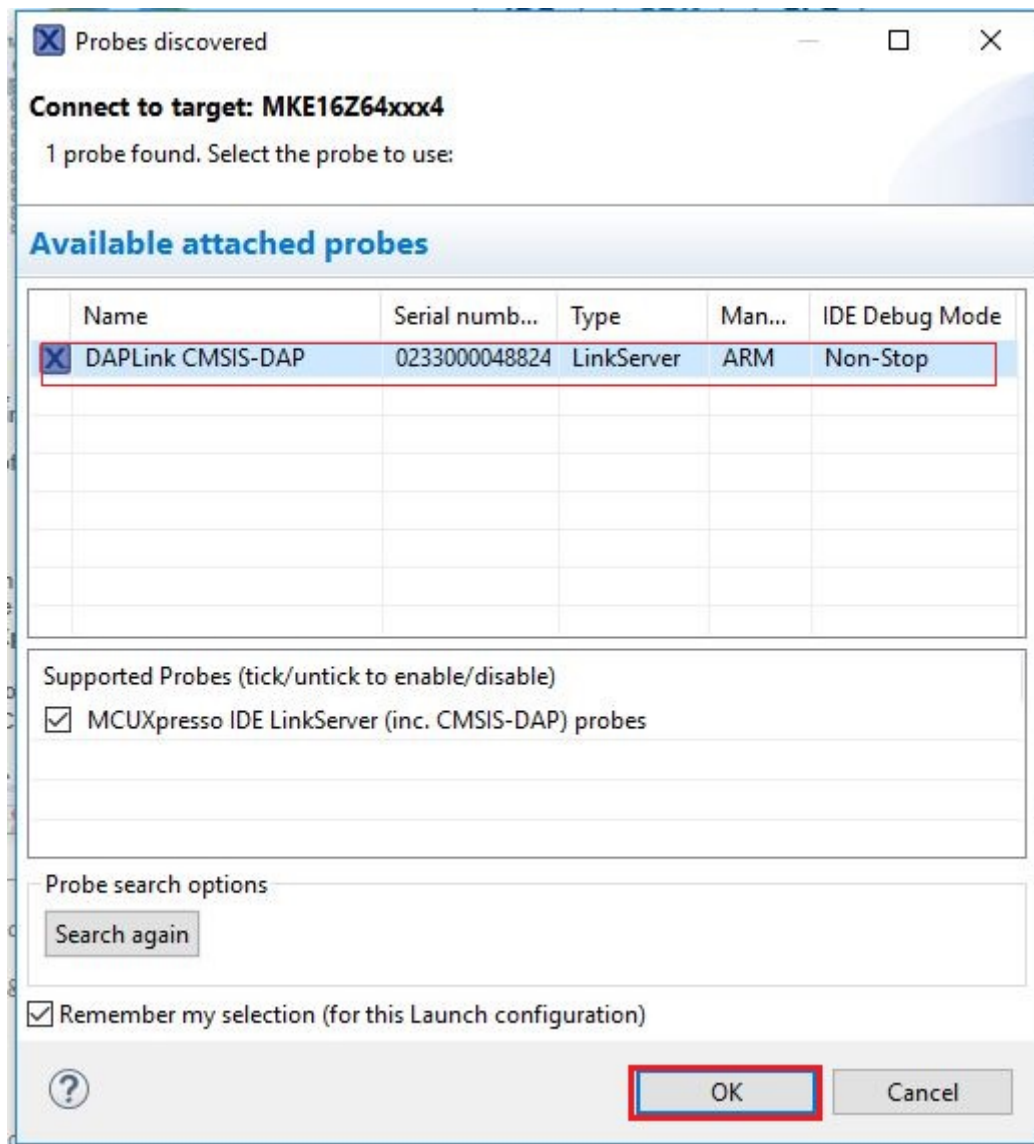 Probes discovered
Connect to target: MKE16Z64xxx4
1 probe found. Select the probe to use:
Available attached probes
Name Serial numb... Type Man... IDE Debug Mode
DAPLink CMSIS-DAP 0233000048824 LinkServer ARM Non-Stop
Supported Probes (tick/untick to enable/disable)
MCUXpresso IDE LinkServer (inc. CMSIS-DAP) probes
Probe search options
Search again
Remember my selection (for this Launch configuration)
? OK Cancel